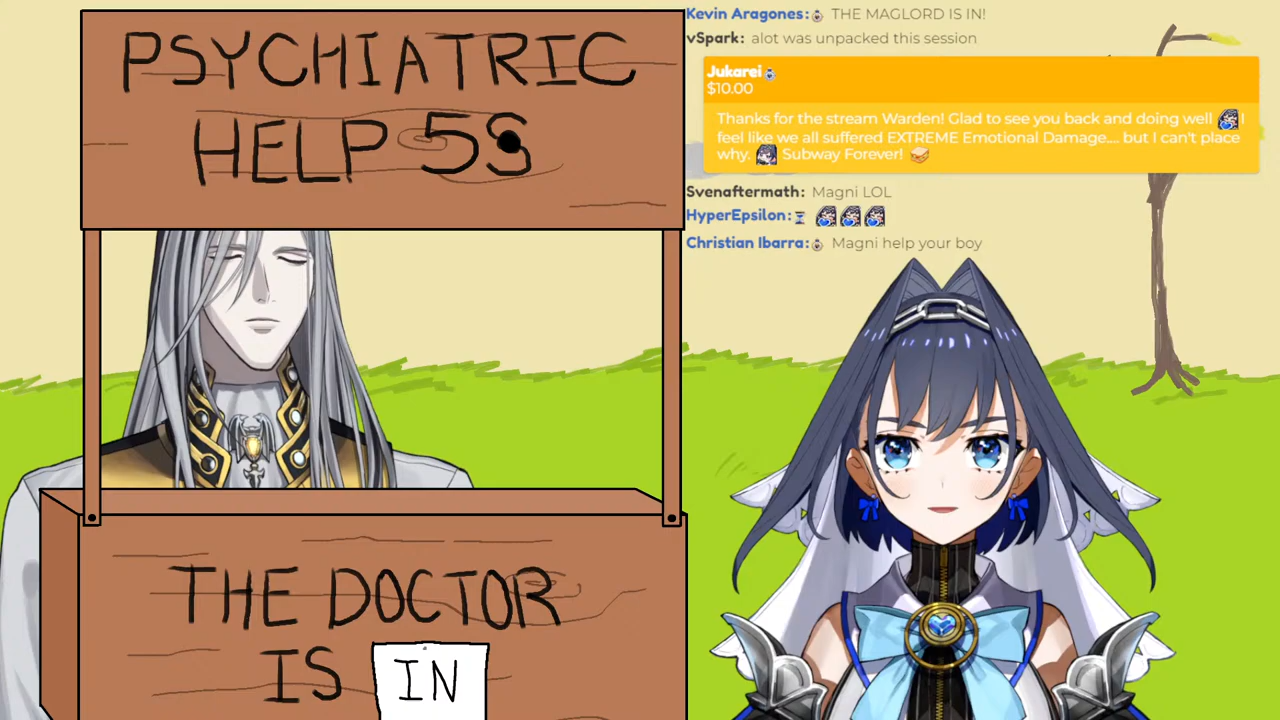 PSYCHIATRIC
HELP 5$
THE DOCTOR
IS IN
Kevin Aragones: THE MAGLORD IS IN!
vSpark: alot was unpacked this session
Jukarei
$10.00
Thanks for the stream Warden! Glad to see you back and doing well I
feel like we all suffered EXTREME Emotional Damage.... but I can't place
why. Subway Forever!
Svenaftermath: Magni LOL
HyperEpsilon:
Christian Ibarra: Magni help your boy